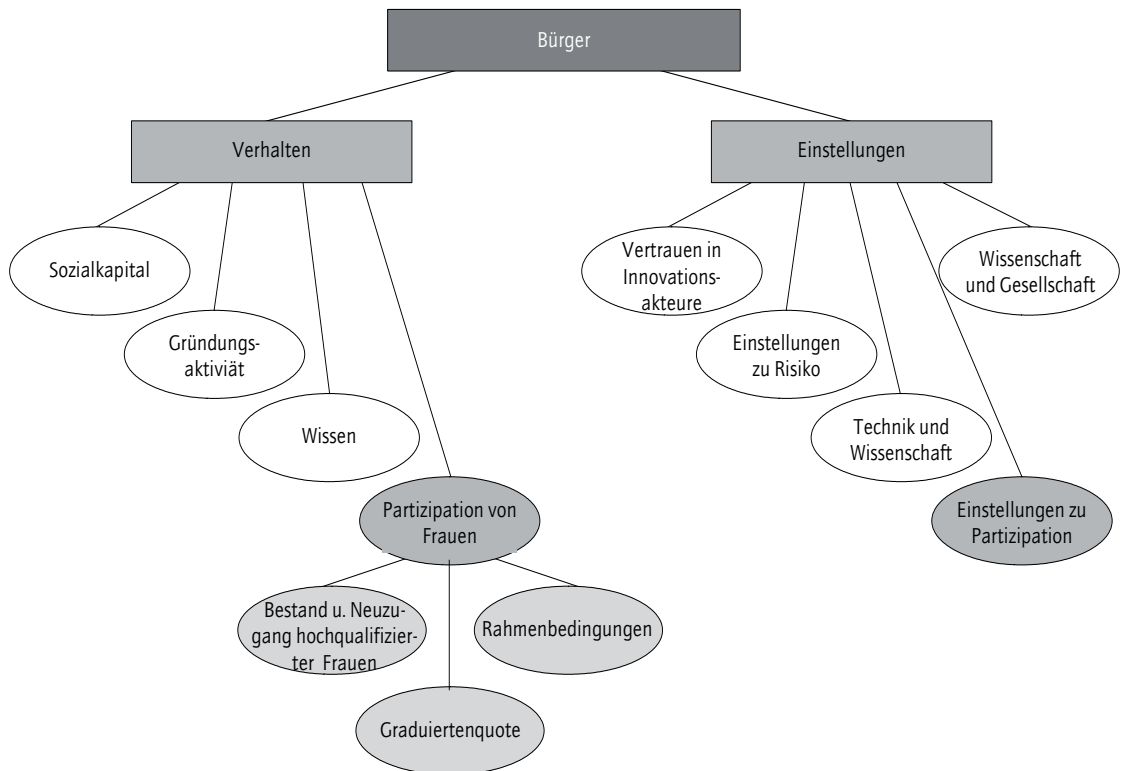 Bürger
Verhalten
Einstellungen
Sozialkapital
Gründungs-
aktiviät
Wissen
Partizipation von
Frauen
Bestand u. Neuzu-
gang hochqualifizier-
ter Frauen
Graduiertenquote
Rahmenbedingungen
Vertrauen in
Innovations-
akteure
Einstellungen
zu Risiko
Technik und
Wissenschaft
Einstellungen zu
Partizipation
Wissenschaft
und Gesellschaft